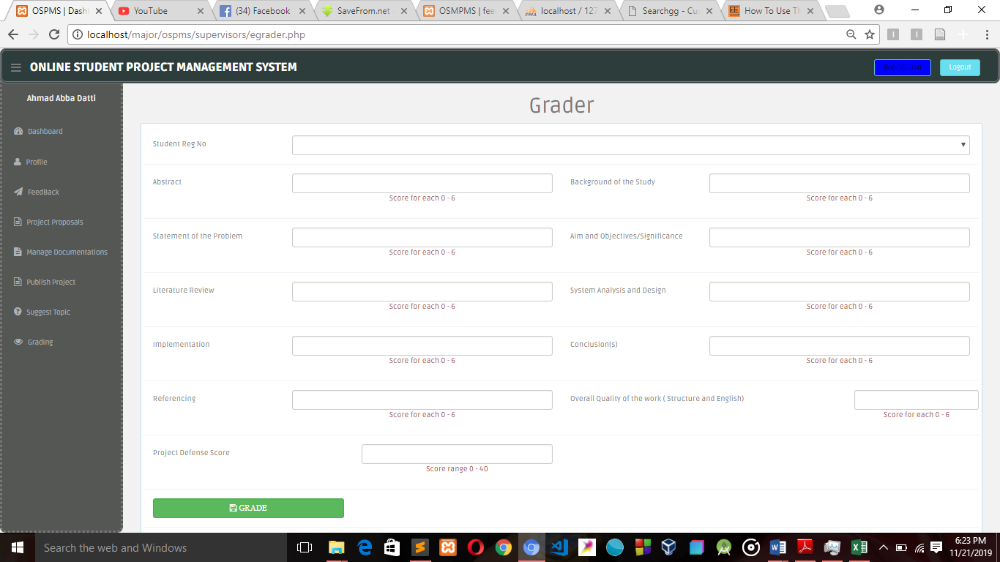 OSPMS | Dash
YouTube
(34) Facebook
SaveFrom.net -
OSMPMS | fee
localhost / 127
Searchgg - Cus
How To Use Th
localhost/major/ospms/supervisors/egrader.php
ONLINE STUDENT PROJECT MANAGEMENT SYSTEM
Notification
Logout
Ahmad Abba Datti
Dashboard
Profile
FeedBack
Project Proposals
Manage Documentations
Publish Project
Suggest Topic
Grading
Grader
Student Reg No
Abstract
Score for each 0 - 6
Background of the Study
Score for each 0 - 6
Statement of the Problem
Score for each 0 - 6
Aim and Objectives/Significance
Score for each 0 - 6
Literature Review
Score for each 0 - 6
System Analysis and Design
Score for each 0 - 6
Implementation
Score for each 0 - 6
Conclusion(s)
Score for each 0 - 6
Referencing
Score for each 0 - 6
Overall Quality of the work ( Structure and English)
Score for each 0 - 6
Project Defense Score
Score range 0 - 40
GRADE
Search the web and Windows
6:23 PM
11/21/2019